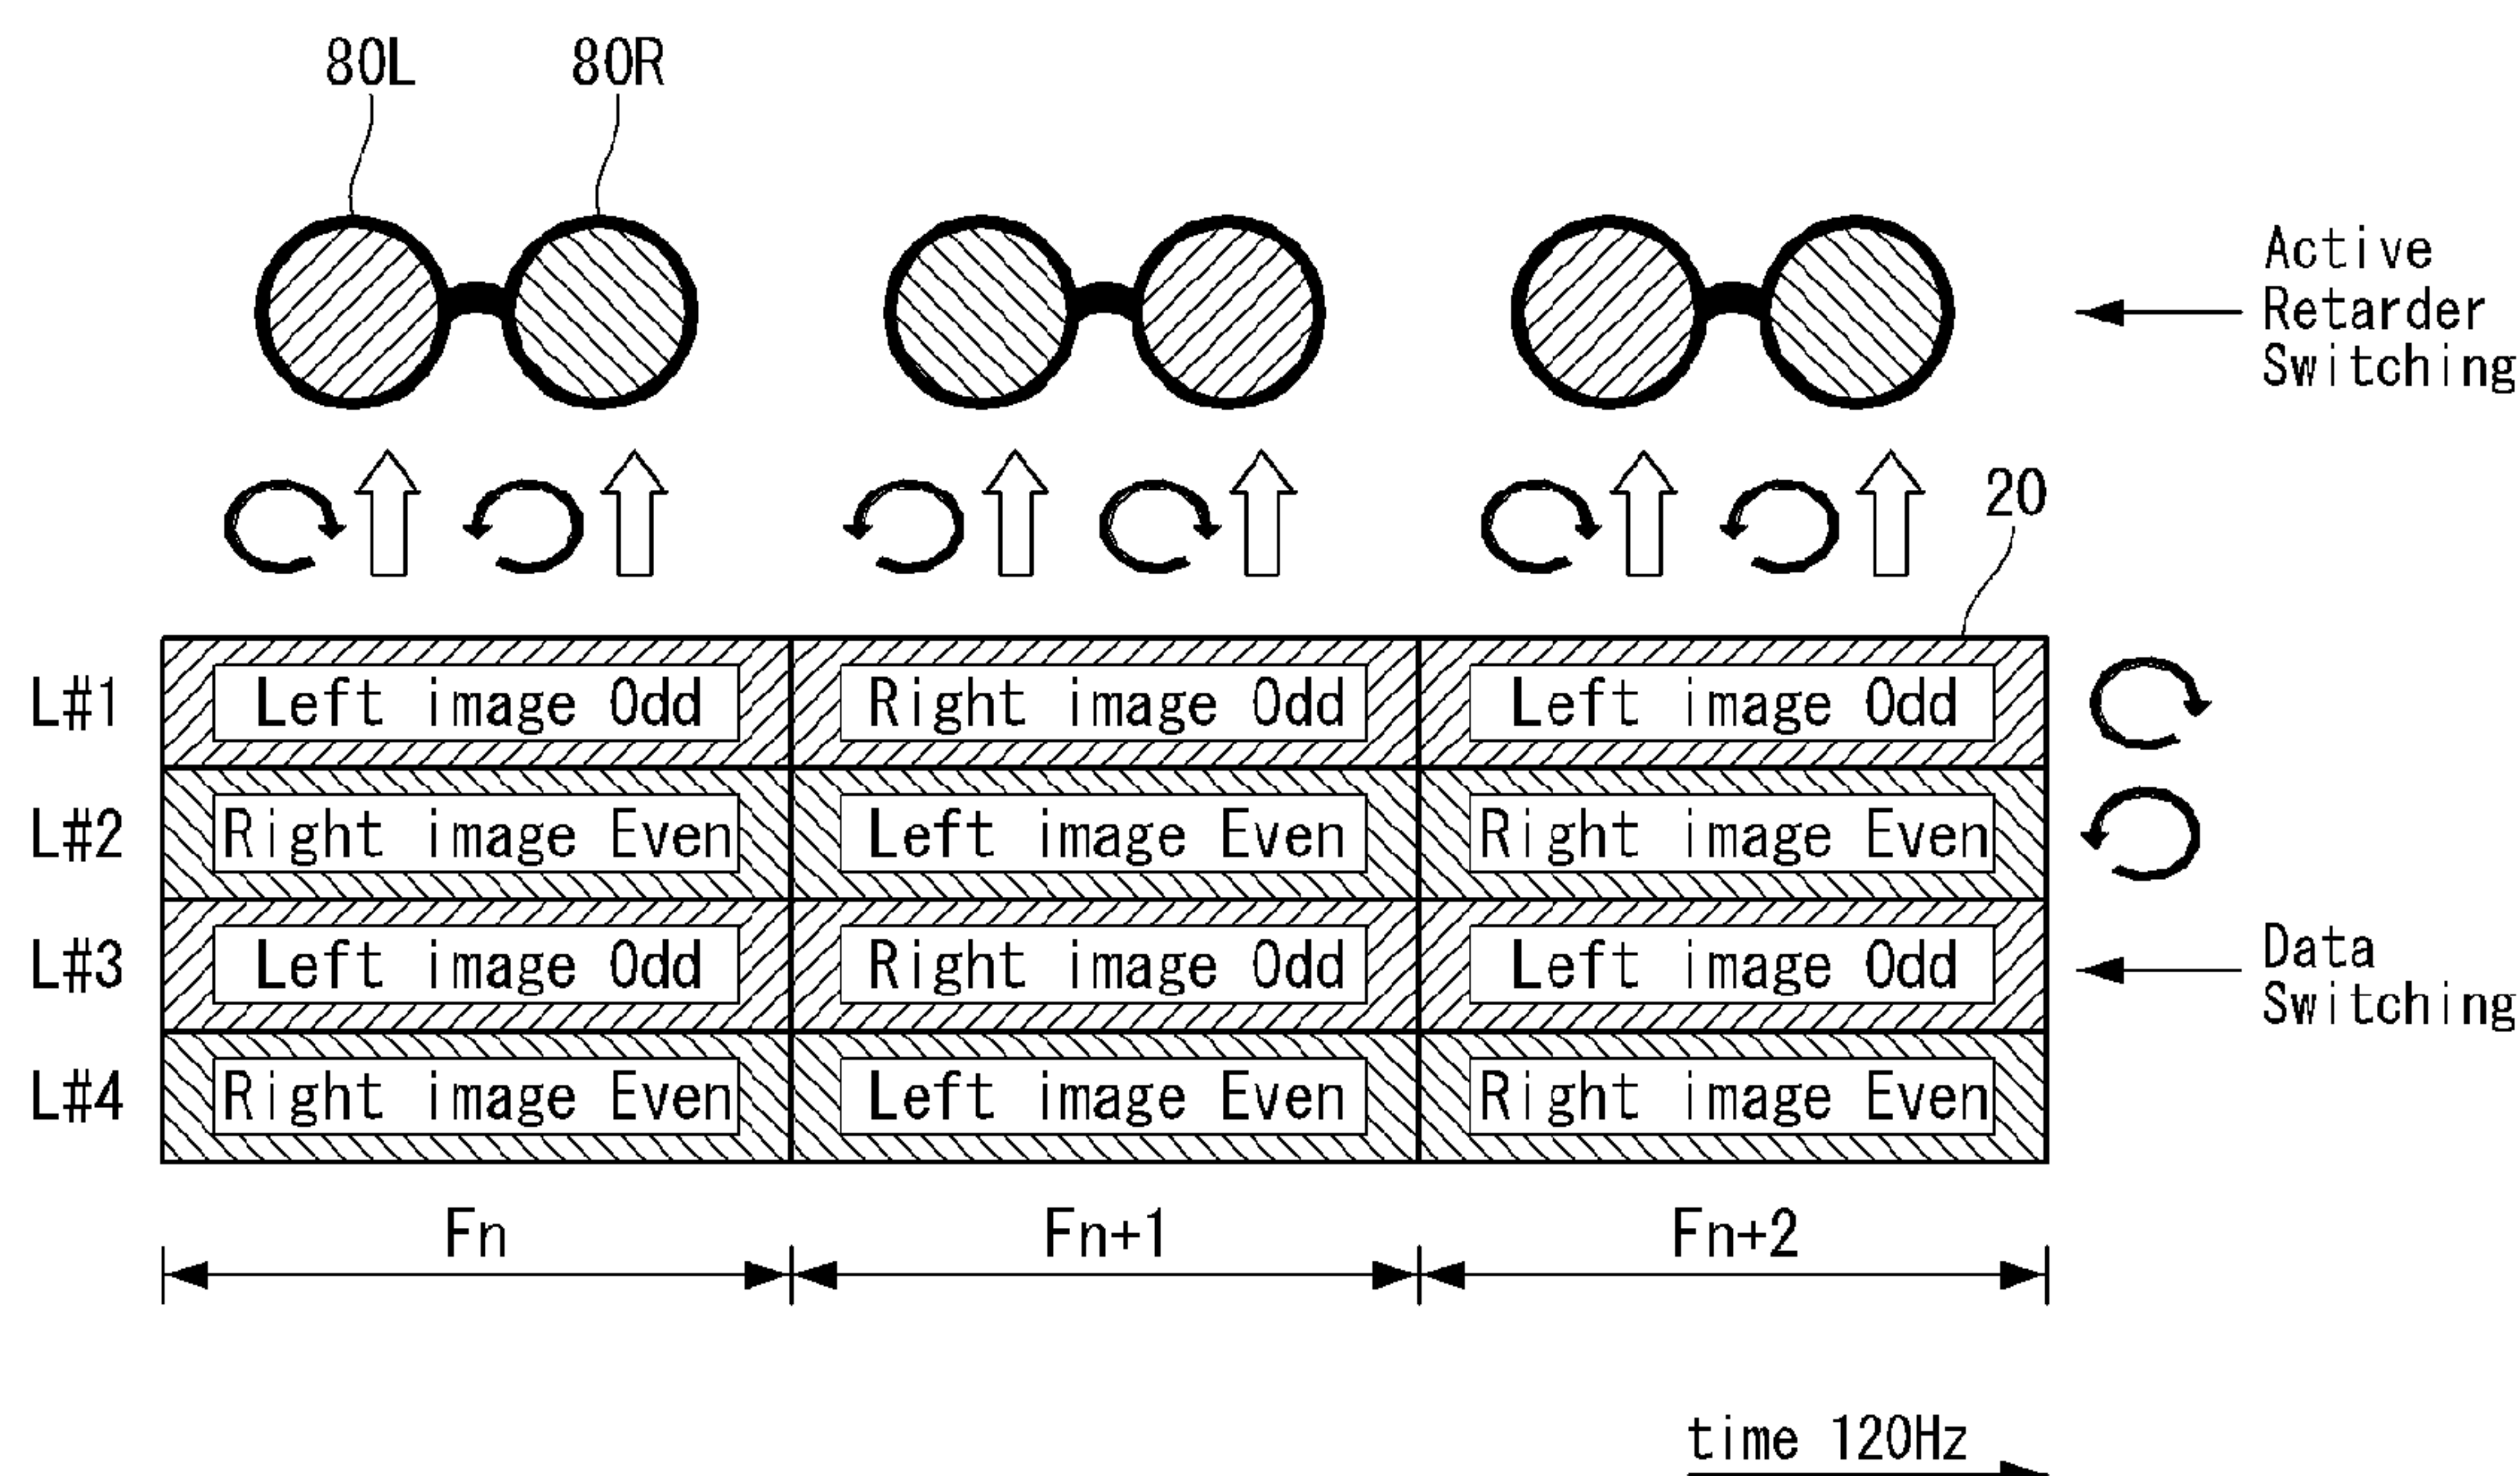 80L 80R
Active
Retarder
Switching
20
L#1 Left image Odd Right image Odd Left image Odd
L#2 Right image Even Left image Even Right image Even
L#3 Left image Odd Right image Odd Left image Odd
Data
Switching
L#4 Right image Even Left image Even Right image Even
Fn Fn+1 Fn+2
time 120Hz